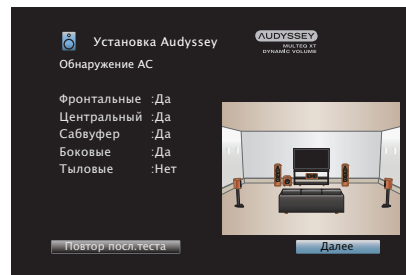 Установка Audyssey
AUDYSSEY
MULTEQ XT
DYNAMIC VOLUME
Обнаружение АС
Фронтальные :Да
Центральный :Да
Сабвуфер :Да
Боковые :Да
Тыловые :Нет
Повтор посл.теста
Далее